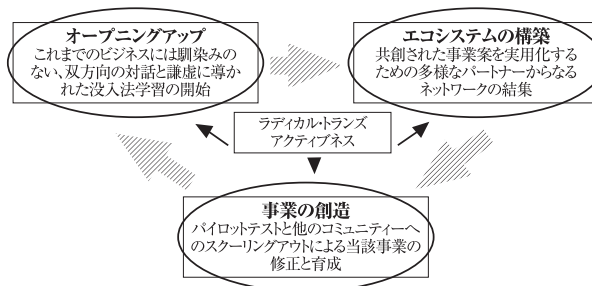 オープニングアップ
これまでのビジネスには馴染みの
ない、双方向の対話と謙虚に導か
れた没入法学習の開始
エコシステムの構築
共創された事業案を実用化する
ための多様なパートナーからなる
ネットワークの結集
ラディカル・トランズ
アクティブネス
事業の創造
パイロットテストと他のコミュニティーへ
のスクーリングアウトによる当該事業の
修正と育成